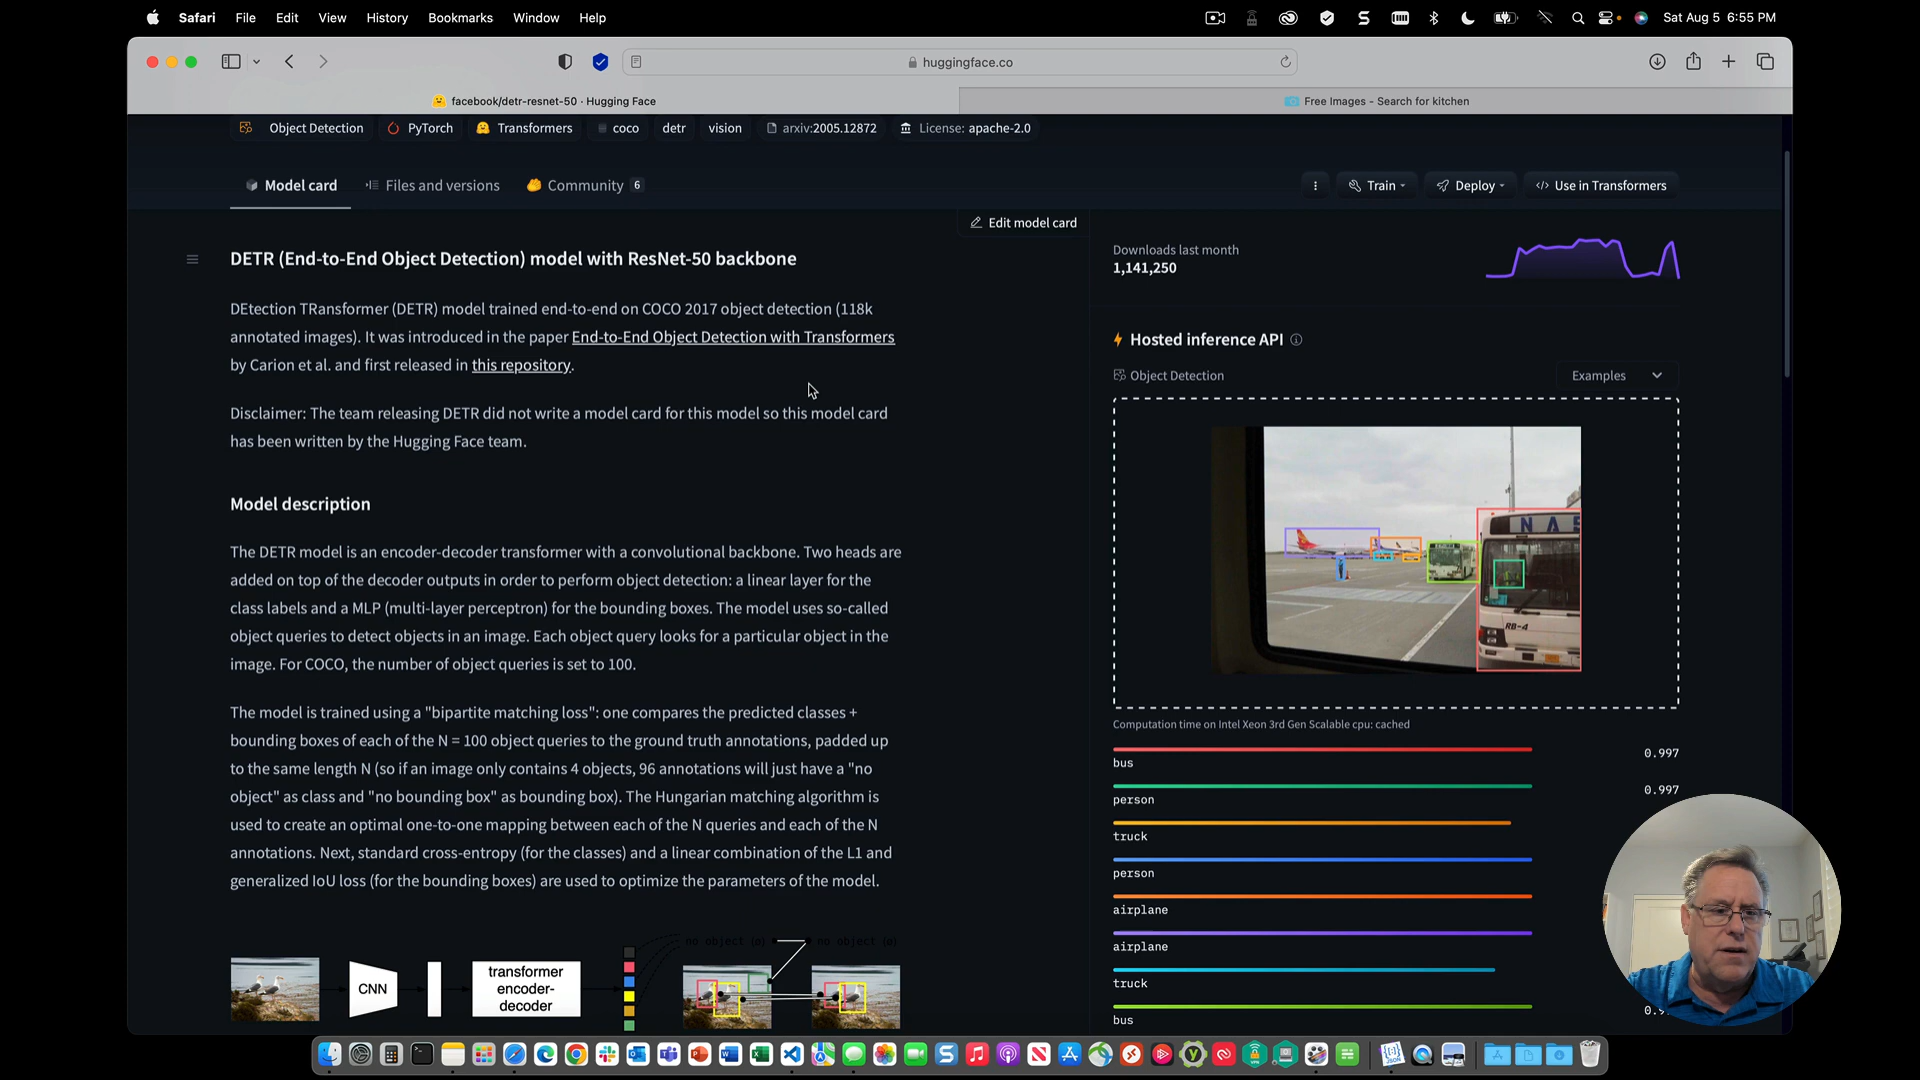 Safari File Edit View History Bookmarks Window Help
Sat Aug 5 6:55 PM
huggingface.co
facebook/detr-resnet-50 · Hugging Face
Free Images - Search for kitchen
Object Detection PyTorch Transformers coco detr vision arxiv:2005.12872 License: apache-2.0
Model card Files and versions Community 6
Train Deploy </> Use in Transformers
Edit model card
DETR (End-to-End Object Detection) model with ResNet-50 backbone
DEtection TRansformer (DETR) model trained end-to-end on COCO 2017 object detection (118k
annotated images). It was introduced in the paper End-to-End Object Detection with Transformers
by Carion et al. and first released in this repository.
Disclaimer: The team releasing DETR did not write a model card for this model so this model card
has been written by the Hugging Face team.
Model description
The DETR model is an encoder-decoder transformer with a convolutional backbone. Two heads are
added on top of the decoder outputs in order to perform object detection: a linear layer for the
class labels and a MLP (multi-layer perceptron) for the bounding boxes. The model uses so-called
object queries to detect objects in an image. Each object query looks for a particular object in the
image. For COCO, the number of object queries is set to 100.
The model is trained using a "bipartite matching loss": one compares the predicted classes +
bounding boxes of each of the N = 100 object queries to the ground truth annotations, padded up
to the same length N (so if an image only contains 4 objects, 96 annotations will just have a "no
object" as class and "no bounding box" as bounding box). The Hungarian matching algorithm is
used to create an optimal one-to-one mapping between each of the N queries and each of the N
annotations. Next, standard cross-entropy (for the classes) and a linear combination of the L1 and
generalized IoU loss (for the bounding boxes) are used to optimize the parameters of the model.
no object (ø) no object (ø)
CNN
transformer
encoder-
decoder
Downloads last month
1,141,250
Hosted inference API
Object Detection
Examples
NAS
RB-4
Computation time on Intel Xeon 3rd Gen Scalable cpu: cached
0.997
bus
0.997
person
truck
person
airplane
airplane
truck
bus